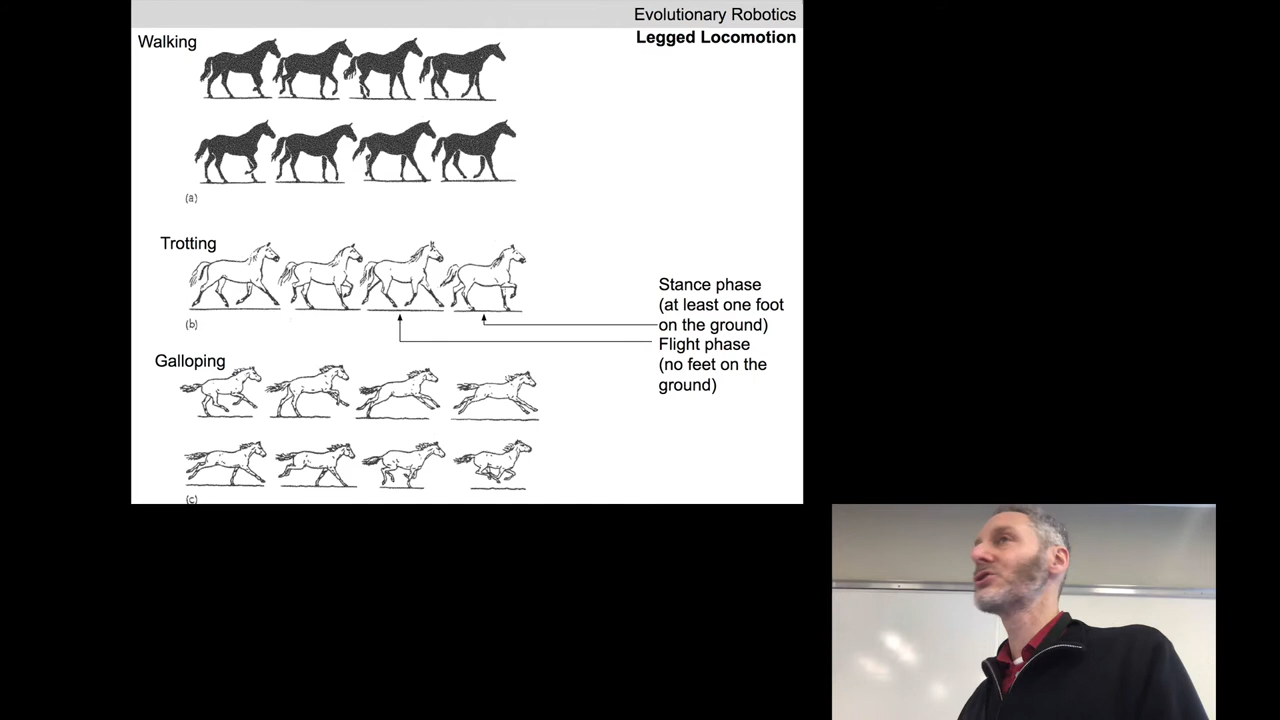 Evolutionary Robotics
Legged Locomotion
Walking
(a)
Trotting
(b)
Stance phase
(at least one foot
on the ground)
Flight phase
(no feet on the
ground)
Galloping
(c)